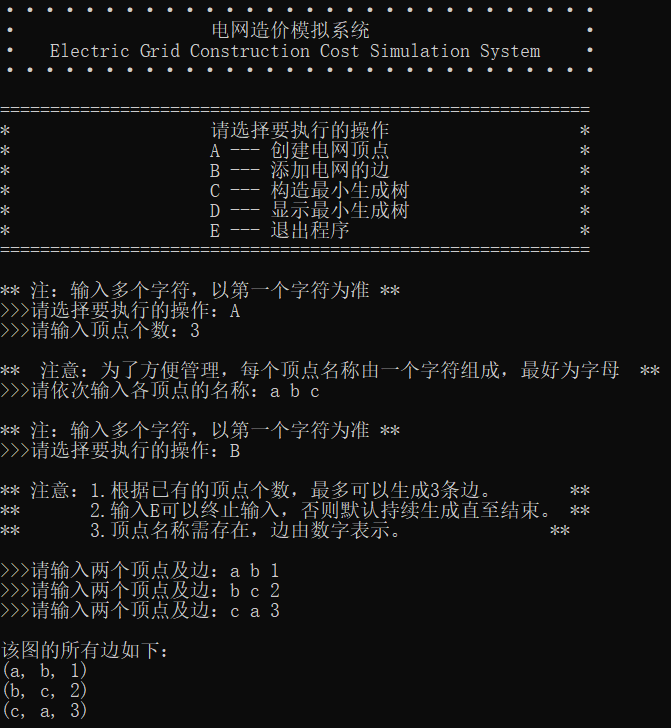 电网造价模拟系统
Electric Grid Construction Cost Simulation System
===========================================================
* 请选择要执行的操作 *
* A --- 创建电网顶点 *
* B --- 添加电网的边 *
* C --- 构造最小生成树 *
* D --- 显示最小生成树 *
* E --- 退出程序 *
===========================================================
** 注：输入多个字符，以第一个字符为准 **
>>>请选择要执行的操作：A
>>>请输入顶点个数：3
** 注意：为了方便管理，每个顶点名称由一个字符组成，最好为字母 **
>>>请依次输入各顶点的名称：a b c
** 注：输入多个字符，以第一个字符为准 **
>>>请选择要执行的操作：B
** 注意：1.根据已有的顶点个数，最多可以生成3条边。 **
** 2.输入E可以终止输入，否则默认持续生成直至结束。 **
** 3.顶点名称需存在，边由数字表示。 **
>>>请输入两个顶点及边：a b 1
>>>请输入两个顶点及边：b c 2
>>>请输入两个顶点及边：c a 3
该图的所有边如下：
(a, b, 1)
(b, c, 2)
(c, a, 3)